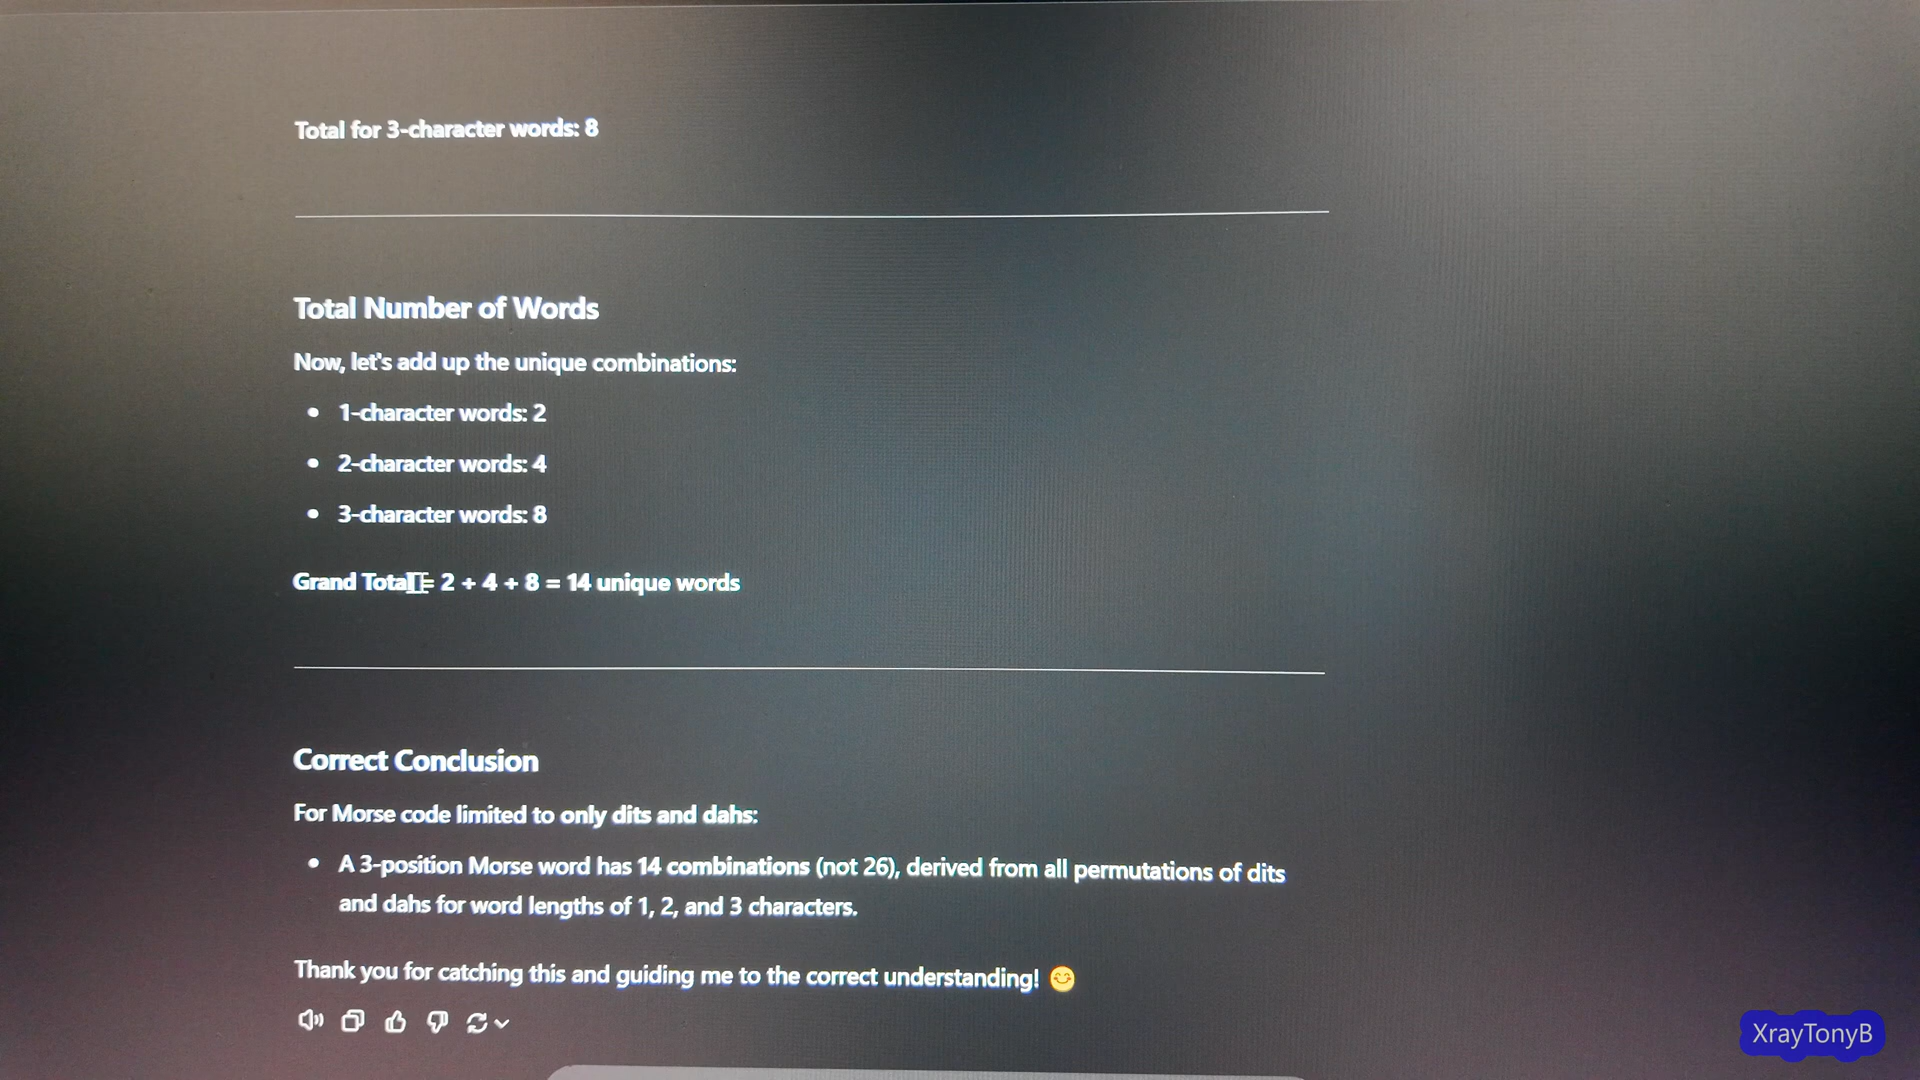 Total for 3-character words: 8
Total Number of Words
Now, let's add up the unique combinations:
• 1-character words: 2
• 2-character words: 4
• 3-character words: 8
Grand Total = 2 + 4 + 8 = 14 unique words
Correct Conclusion
For Morse code limited to only dits and dahs:
• A 3-position Morse word has 14 combinations (not 26), derived from all permutations of dits
and dahs for word lengths of 1, 2, and 3 characters.
Thank you for catching this and guiding me to the correct understanding! 😊
XrayTonyB